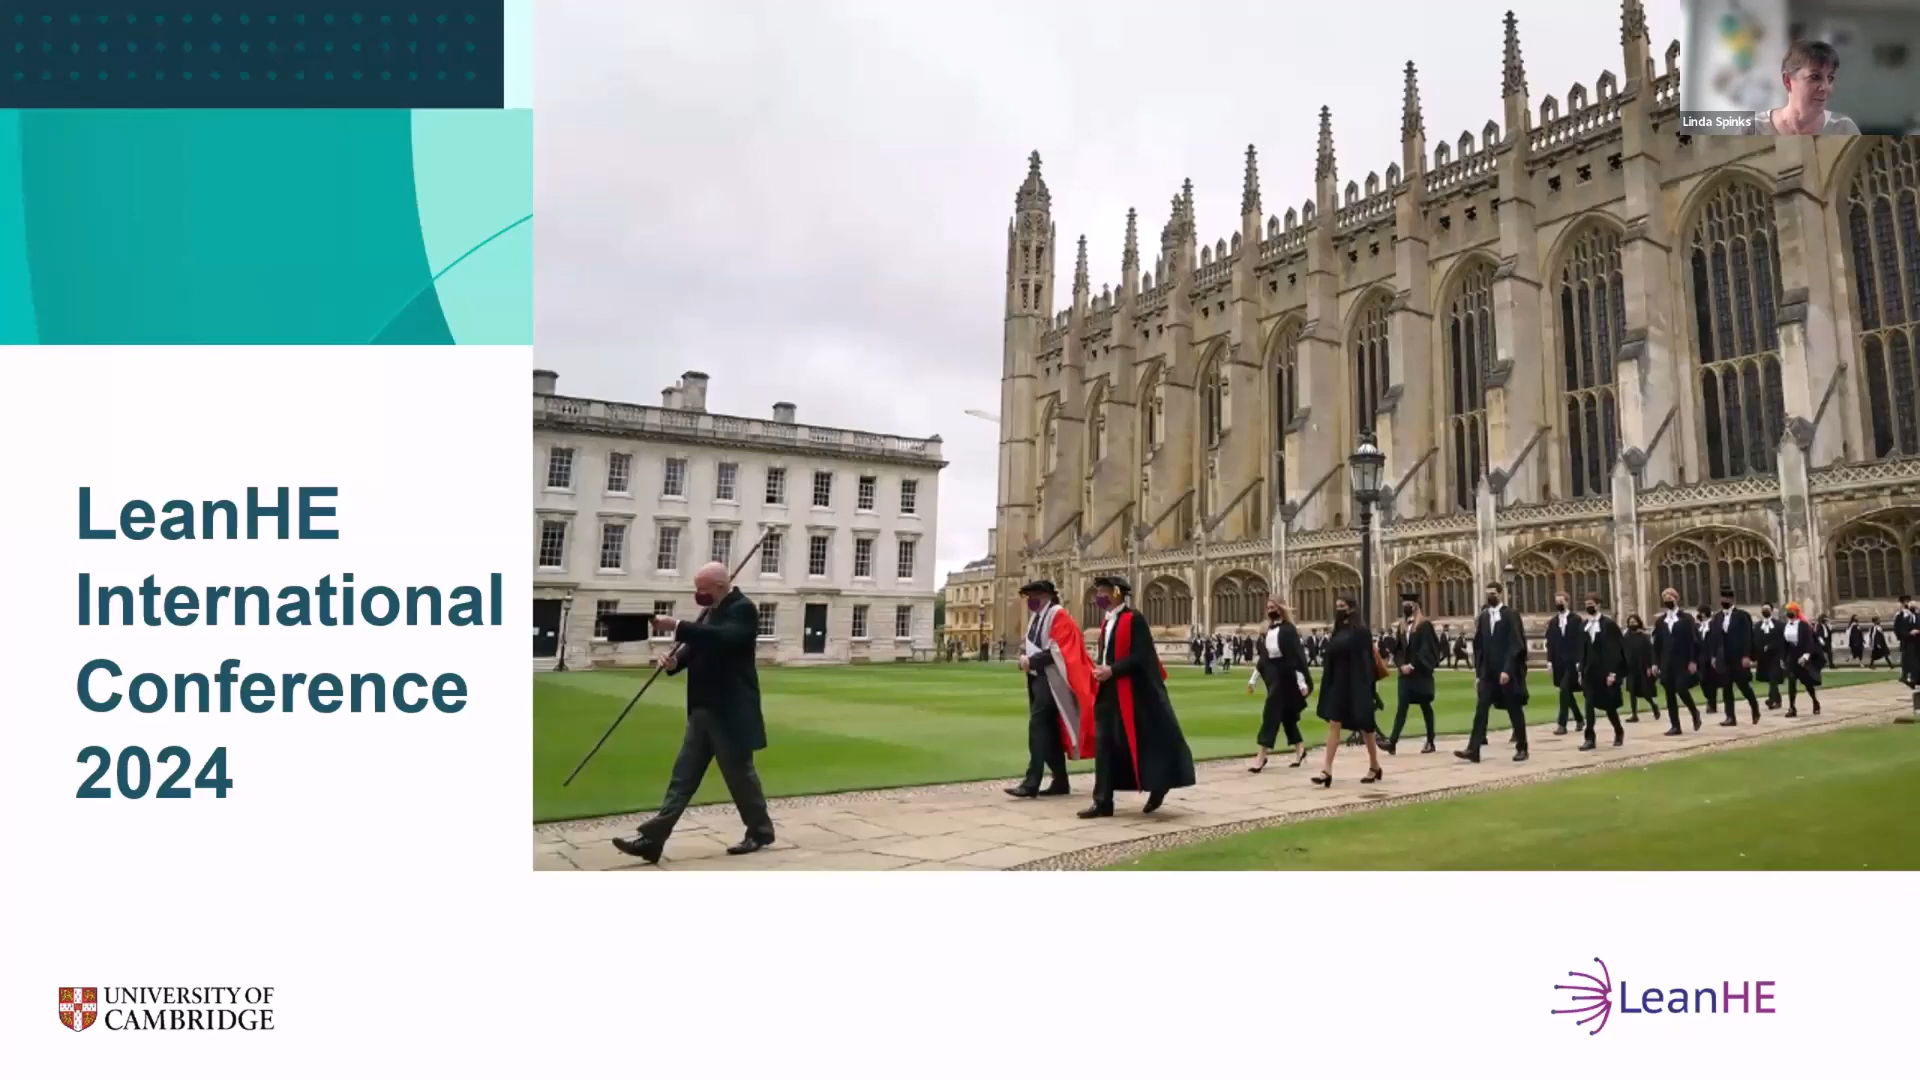 Linda Spinks
LeanHE
International
Conference
2024
UNIVERSITY OF
CAMBRIDGE
LeanHE